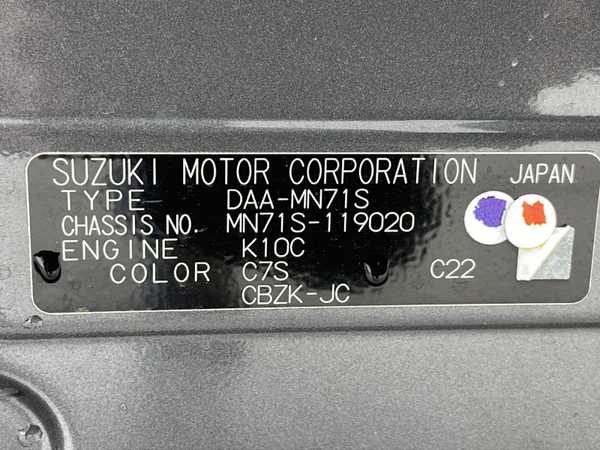 SUZUKI MOTOR CORPORATION JAPAN
TYPE DAA-MN71S
CHASSIS NO. MN71S-119020
ENGINE K10C
COLOR C7S C22
CBZK-JC